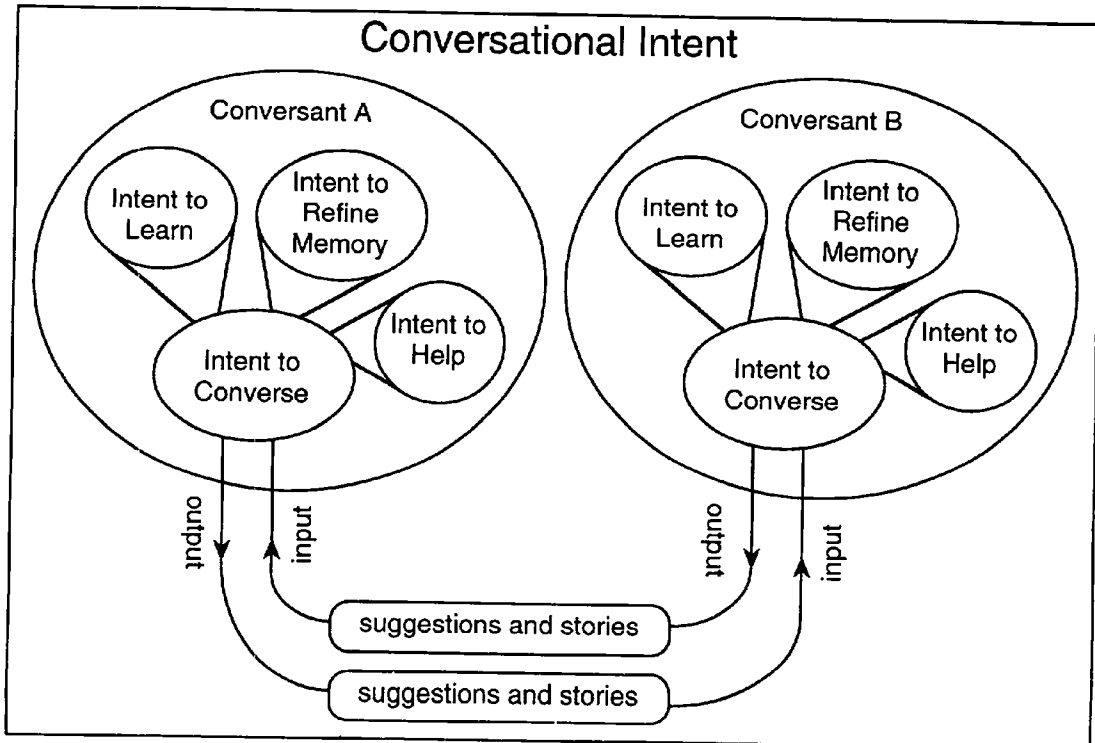 Conversational Intent
Conversant A
Intent to
Learn
Intent to
Refine
Memory
Intent to
Help
Intent to
Converse
output
input
Conversant B
Intent to
Learn
Intent to
Refine
Memory
Intent to
Help
Intent to
Converse
output
input
suggestions and stories
suggestions and stories